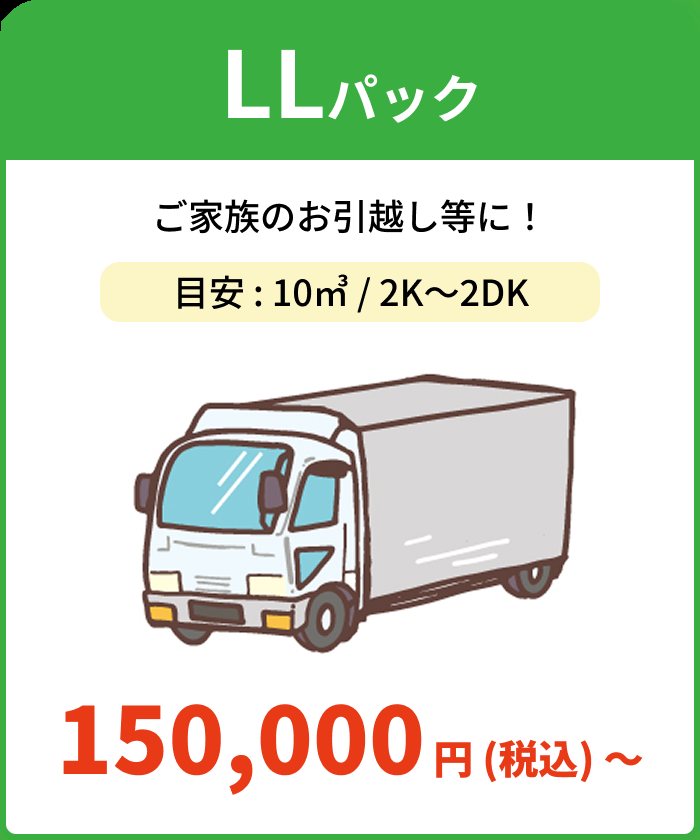 LLパック
ご家族のお引越し等に！
目安 : 10㎥ / 2K〜2DK
150,000円 (税込) 〜